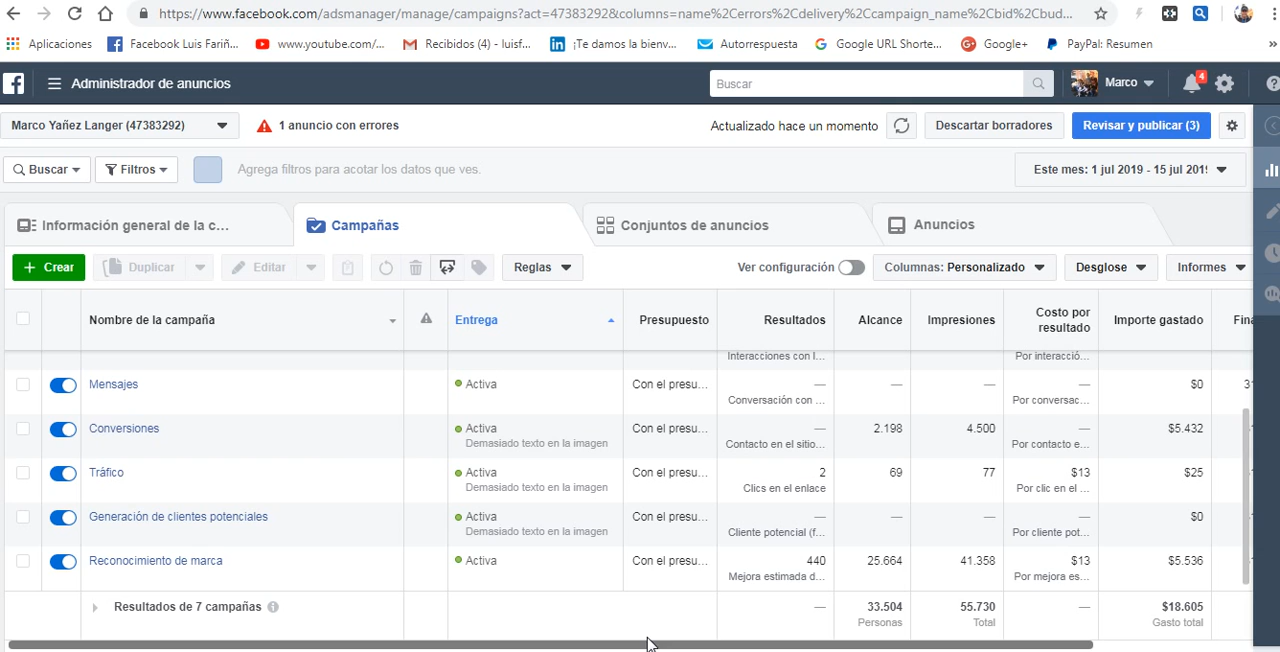 https://www.facebook.com/adsmanager/manage/campaigns?act=47383292&columns=name%2Cerrors%2Cdelivery%2Ccampaign_name%2Cbid%2Cbud...
Aplicaciones Facebook Luis Fariñ... www.youtube.com/... Recibidos (4) - luisf... ¡Te damos la bienv... Autorrespuesta Google URL Shorte... Google+ PayPal: Resumen »
Administrador de anuncios Buscar Marco 4
Marco Yañez Langer (47383292) 1 anuncio con errores Actualizado hace un momento Descartar borradores Revisar y publicar (3)
Buscar Filtros Agrega filtros para acotar los datos que ves. Este mes: 1 jul 2019 - 15 jul 2019
Información general de la c... Campañas Conjuntos de anuncios Anuncios
+ Crear Duplicar Editar Reglas Ver configuración Columnas: Personalizado Desglose Informes
Nombre de la campaña Entrega Presupuesto Resultados Alcance Impresiones Costo por resultado Importe gastado
Interacciones con l... Por interacció...
Mensajes Activa Con el presu... — — — — $0
Conversación con ... Por conversac...
Conversiones Activa Con el presu... — 2.198 4.500 — $5.432
Demasiado texto en la imagen Contacto en el sitio... Por contacto e...
Tráfico Activa Con el presu... 2 69 77 $13 $25
Demasiado texto en la imagen Clics en el enlace Por clic en el ...
Generación de clientes potenciales Activa Con el presu... — — — — $0
Demasiado texto en la imagen Cliente potencial (f... Por cliente pot...
Reconocimiento de marca Activa Con el presu... 440 25.664 41.358 $13 $5.536
Mejora estimada d... Por mejora es...
Resultados de 7 campañas — 33.504 55.730 — $18.605
Personas Total Gasto total